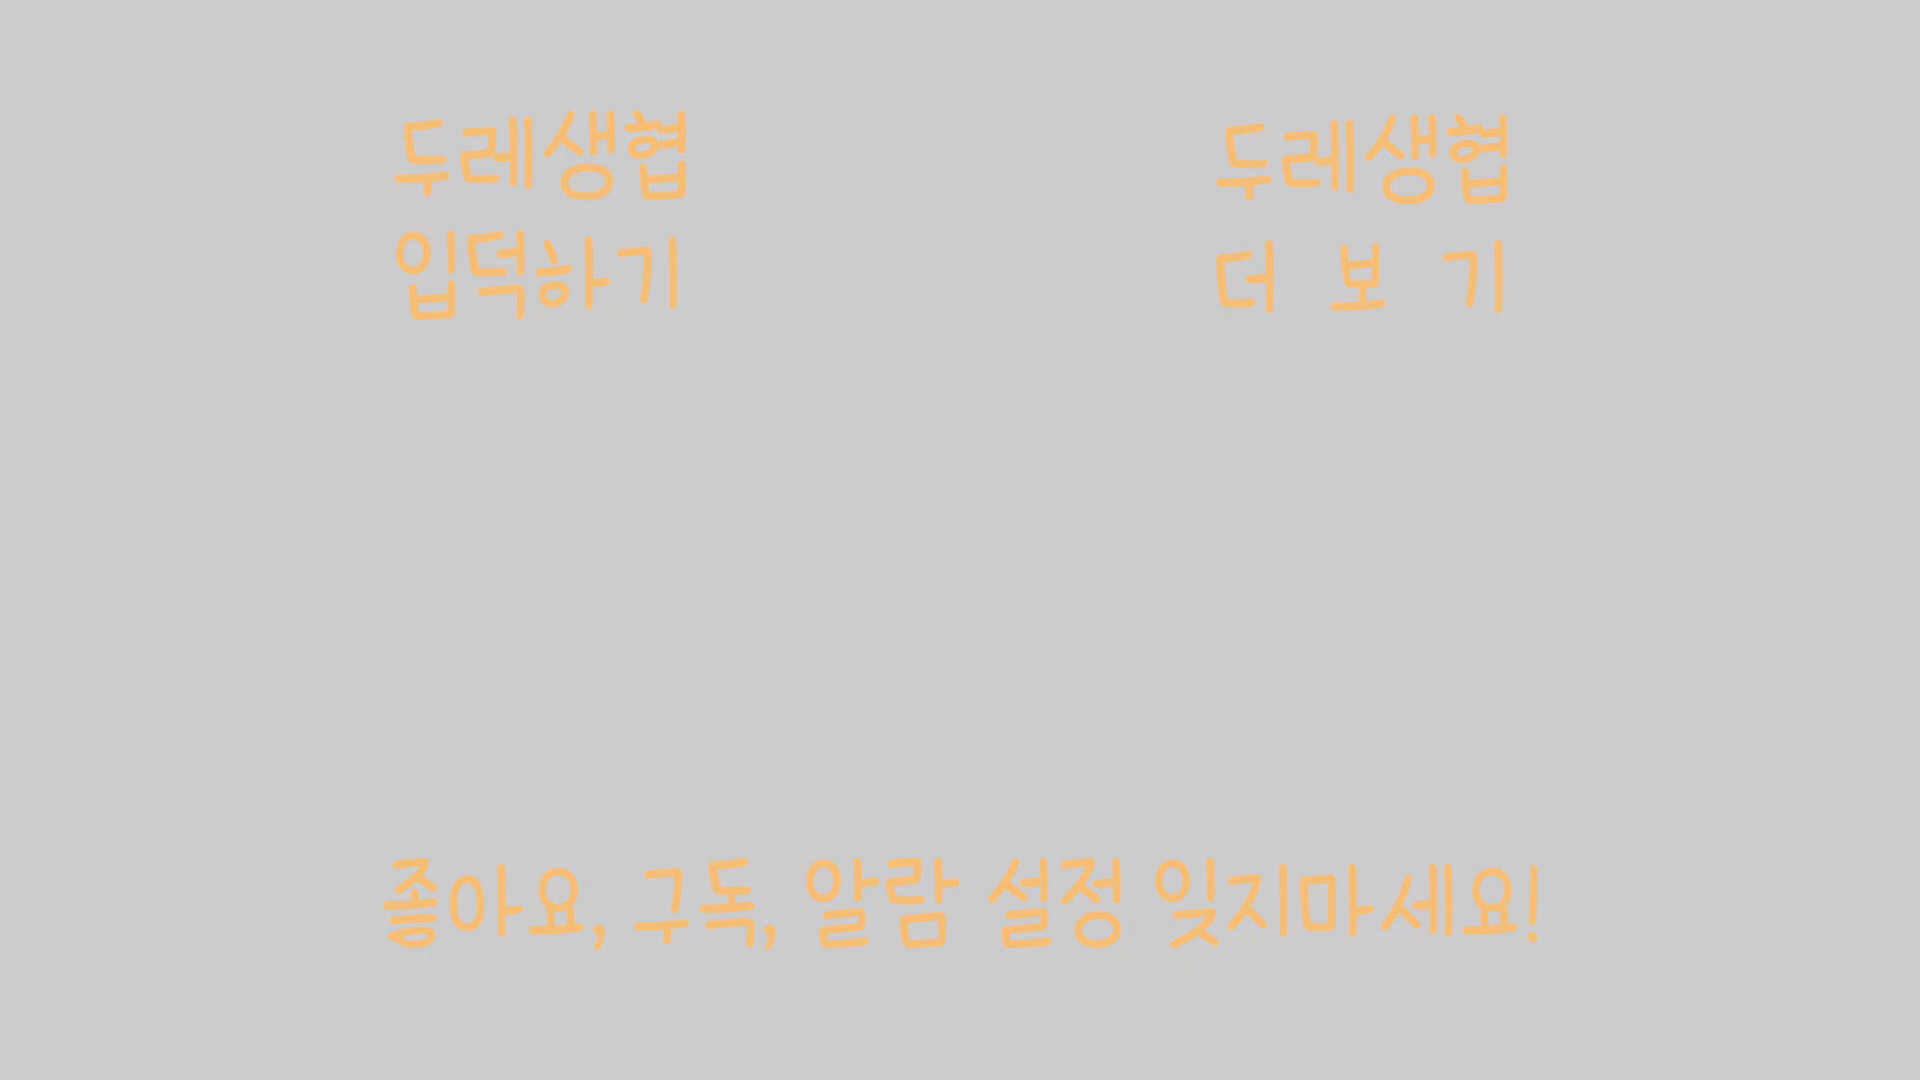 두레생협
입덕하기
두레생협
더 보 기
좋아요, 구독, 알람 설정 잊지마세요!